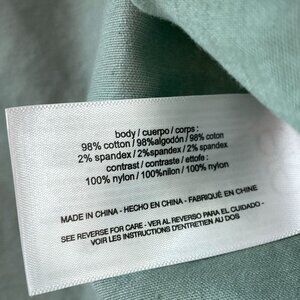 body / cuerpo / corps :
98% cotton / 98%algodón / 98% coton
2% spandex / 2%spandex / 2% spandex
contrast / contraste / ettofe :
100% nylon / 100%nilon / 100% nylon
MADE IN CHINA - HECHO EN CHINA - FABRIQUÉ EN CHINE
SEE REVERSE FOR CARE - VER AL REVERSO PARA EL CUIDADO -
VOIR LES INSTRUCTIONS D'ENTRETIEN AU DOS